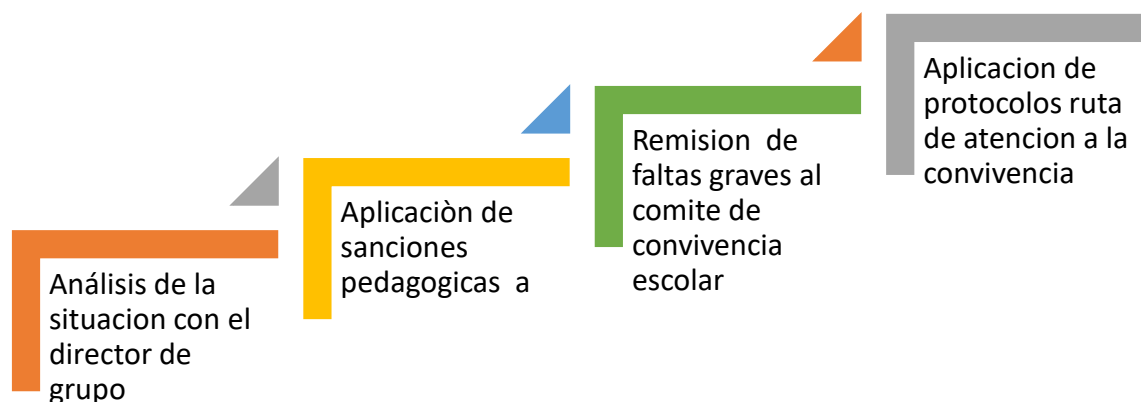 Análisis de la
situacion con el
director de
grupo
Aplicaciòn de
sanciones
pedagogicas  a
Remision  de
faltas graves al
comite de
convivencia
escolar
Aplicacion de
protocolos ruta
de atencion a la
convivencia